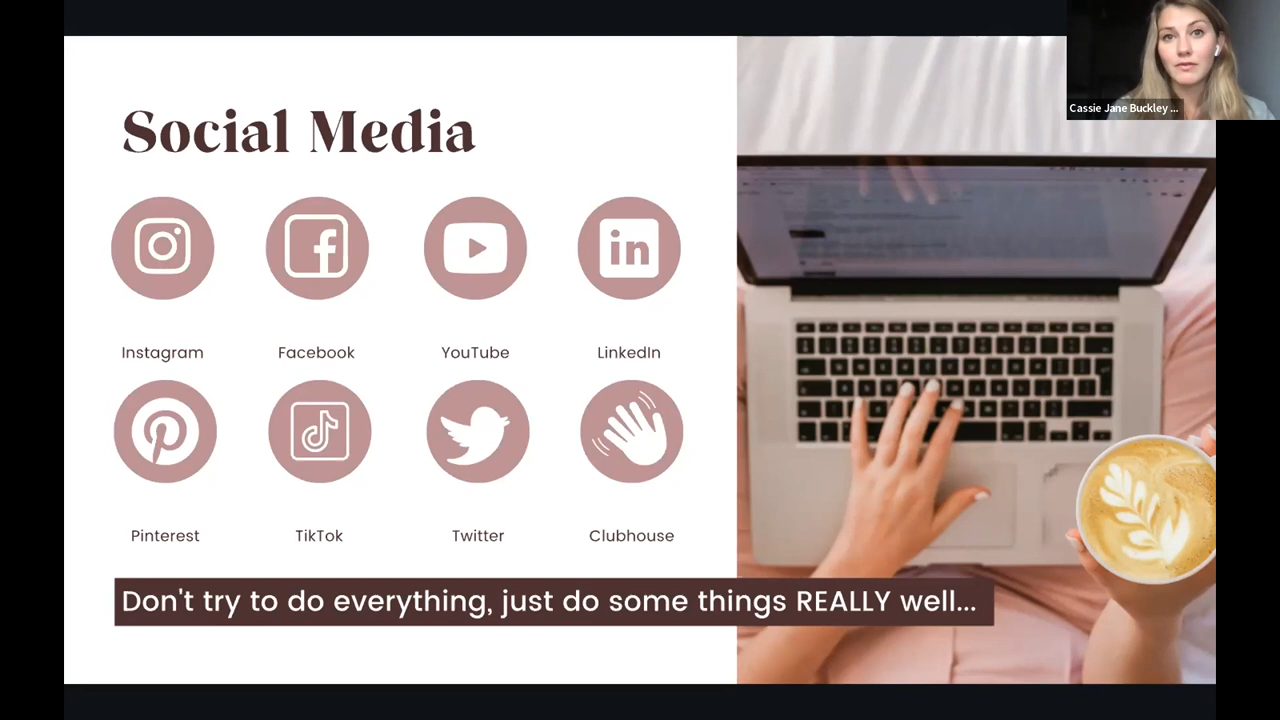 Cassie Jane Buckley ...
Social Media
in
Instagram
Facebook
YouTube
LinkedIn
Pinterest
TikTok
Twitter
Clubhouse
Don't try to do everything, just do some things REALLY well...